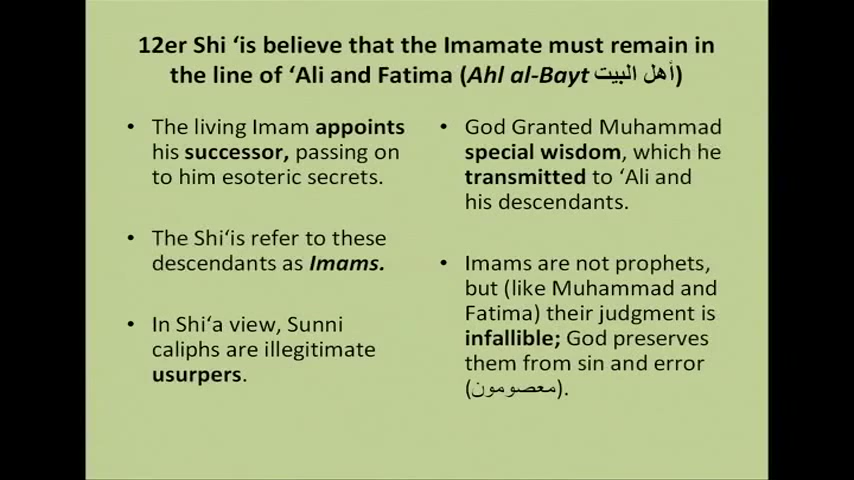 12er Shi ‘is believe that the Imamate must remain in
the line of ‘Ali and Fatima (Ahl al-Bayt أهل البيت)
• The living Imam appoints
his successor, passing on
to him esoteric secrets.
• The Shi‘is refer to these
descendants as Imams.
• In Shi‘a view, Sunni
caliphs are illegitimate
usurpers.
• God Granted Muhammad
special wisdom, which he
transmitted to ‘Ali and
his descendants.
• Imams are not prophets,
but (like Muhammad and
Fatima) their judgment is
infallible; God preserves
them from sin and error
(معصومون).